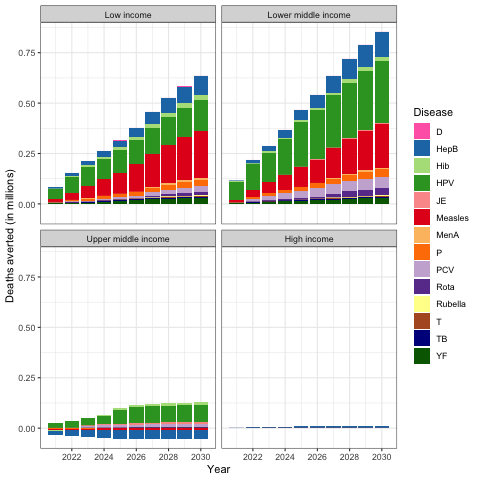 Low income
Lower middle income
0.75
0.50
0.25
0.00
Upper middle income
High income
0.75
0.50
0.25
0.00
2022
2024
2026
2028
2030
2022
2024
2026
2028
2030
Year
Deaths averted (in millions)
Disease
D
HepB
Hib
HPV
JE
Measles
MenA
P
PCV
Rota
Rubella
T
TB
YF